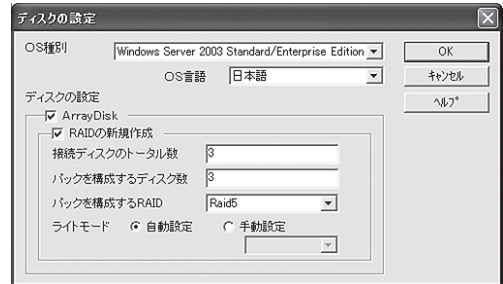 ディスクの設定
OS種別 Windows Server 2003 Standard/Enterprise Edition OK
OS言語 日本語 キャンセル
ディスクの設定 ヘルプ
ArrayDisk
RAIDの新規作成
接続ディスクのトータル数 3
パックを構成するディスク数 3
パックを構成するRAID Raid5
ライトモード 自動設定 手動設定